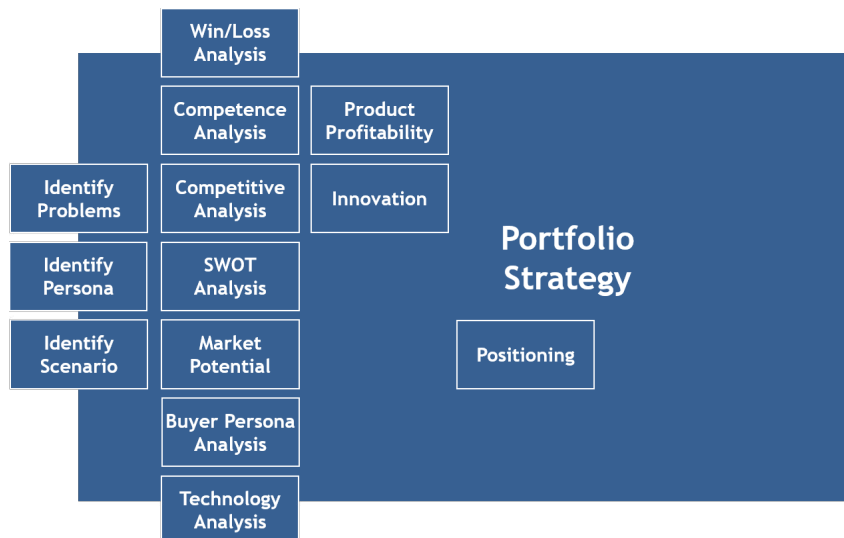 Win/Loss
Analysis
Competence
Analysis
Product
Profitability
Identify
Problems
Competitive
Analysis
Innovation
Portfolio
Strategy
Identify
Persona
SWOT
Analysis
Identify
Scenario
Market
Potential
Positioning
Buyer Persona
Analysis
Technology
Analysis